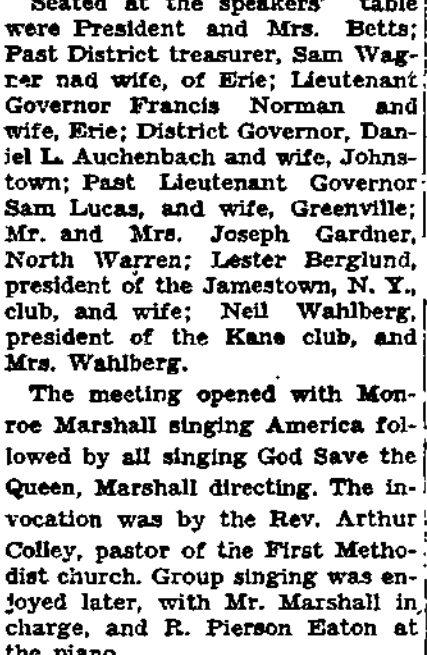 Seated at the speakers' table
were President and Mrs. Betts;
Past District treasurer, Sam Wag-
ner nad wife, of Erie; Lieutenant
Governor Francis Norman and
wife, Erie; District Governor, Dan-
iel L. Auchenbach and wife, Johns-
town; Past Lieutenant Governor
Sam Lucas, and wife, Greenville;
Mr. and Mrs. Joseph Gardner,
North Warren; Lester Berglund,
president of the Jamestown, N. Y.,
club, and wife; Neil Wahlberg,
president of the Kane club, and
Mrs. Wahlberg.
The meeting opened with Mon-
roe Marshall singing America fol-
lowed by all singing God Save the
Queen, Marshall directing. The in-
vocation was by the Rev. Arthur
Colley, pastor of the First Metho-
dist church. Group singing was en-
joyed later, with Mr. Marshall in
charge, and R. Pierson Eaton at
the piano.